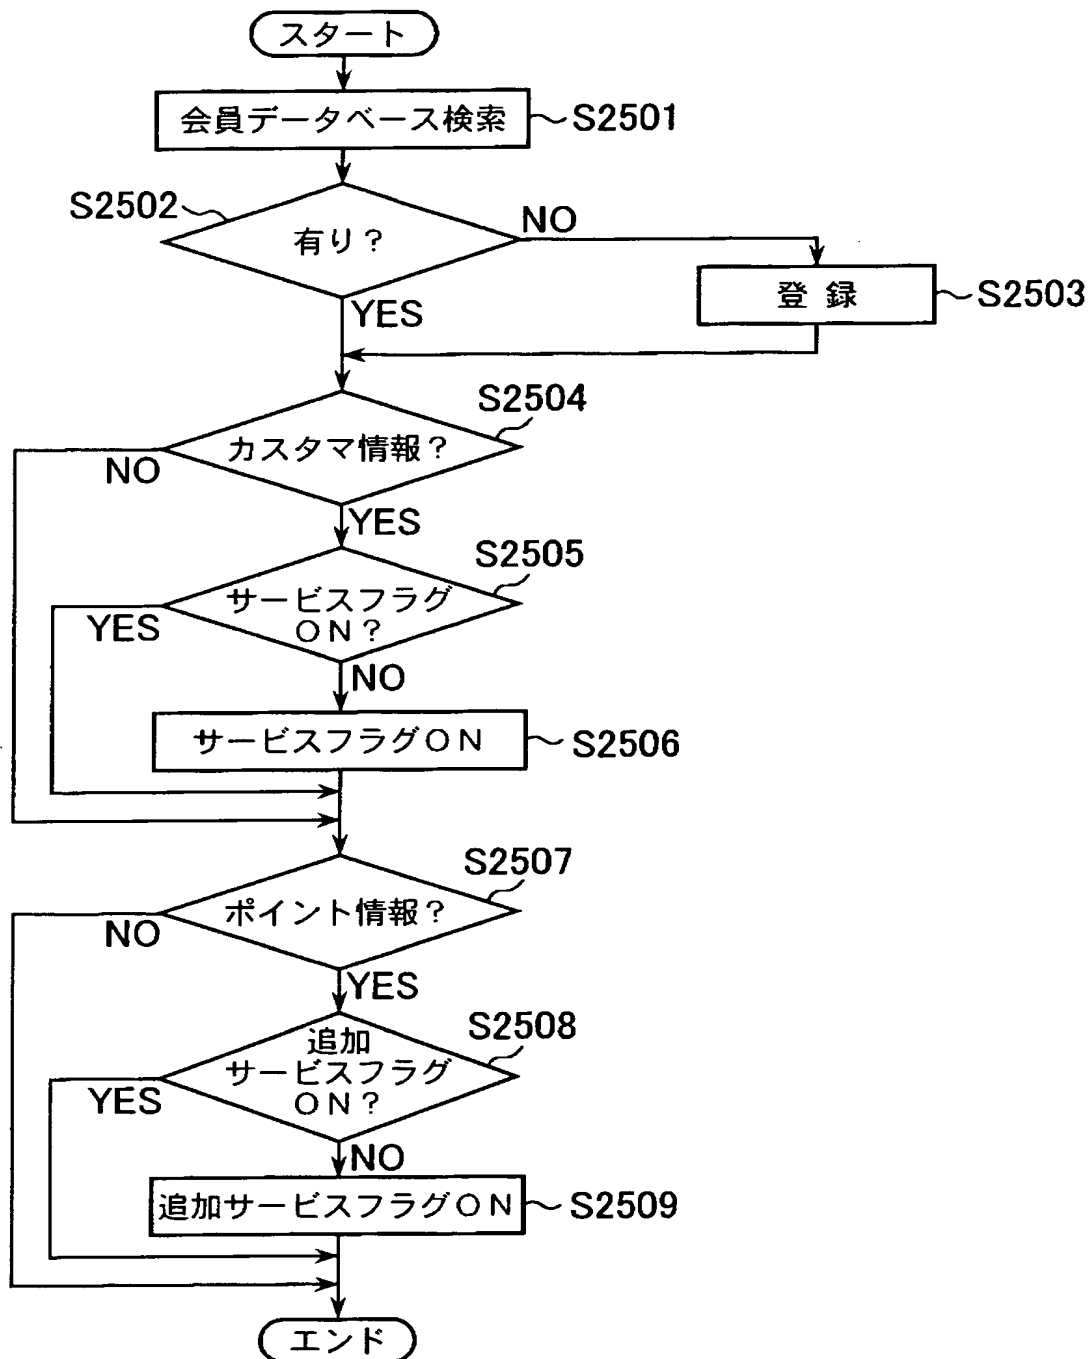 スタート
会員データベース検索
S2501
S2502
有り?
NO
登録
S2503
YES
S2504
カスタマ情報?
NO
YES
S2505
サービスフラグ
ON?
YES
NO
サービスフラグON
S2506
S2507
ポイント情報?
NO
YES
S2508
追加
サービスフラグ
ON?
YES
NO
追加サービスフラグON
S2509
エンド